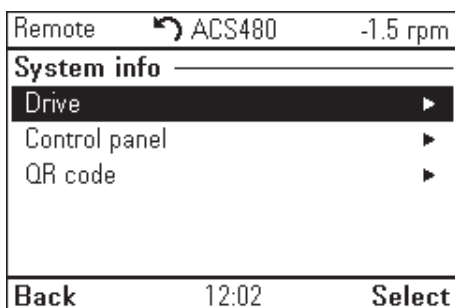 Remote ACS480 -1.5 rpm
System info
Drive
Control panel
QR code
Back 12:02 Select